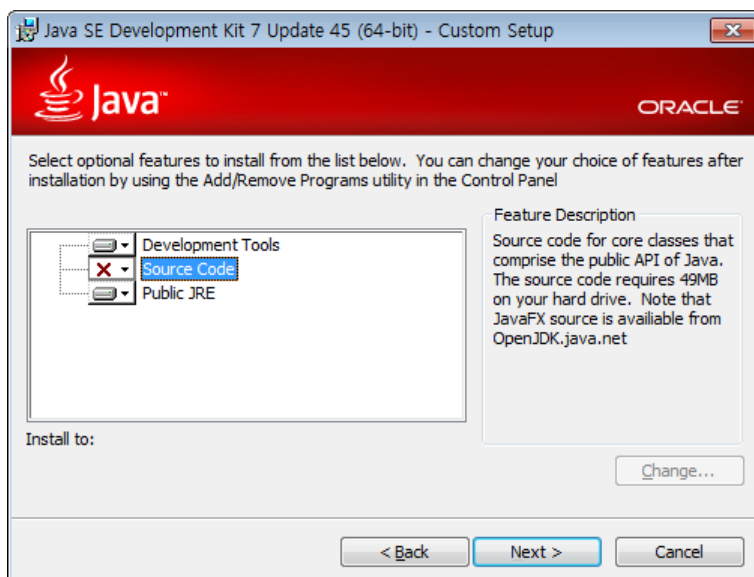 Java SE Development Kit 7 Update 45 (64-bit) - Custom Setup
Java™
ORACLE®
Select optional features to install from the list below. You can change your choice of features after
installation by using the Add/Remove Programs utility in the Control Panel
Development Tools
Source Code
Public JRE
Feature Description
Source code for core classes that
comprise the public API of Java.
The source code requires 49MB
on your hard drive. Note that
JavaFX source is availiable from
OpenJDK.java.net
Install to:
Change...
< Back
Next >
Cancel